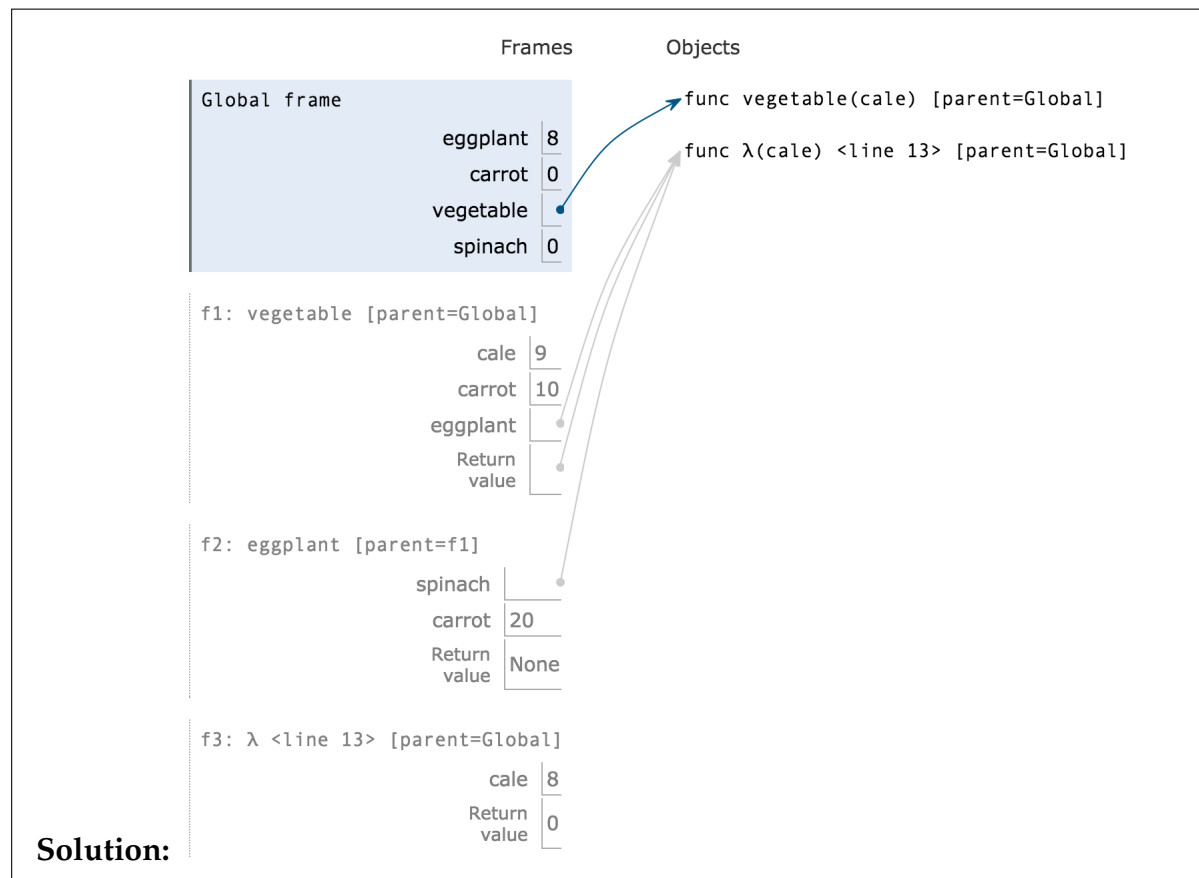 Frames Objects
Global frame
func vegetable(cale) [parent=Global]
eggplant 8
func λ(cale) <line 13> [parent=Global]
carrot 0
vegetable
spinach 0
f1: vegetable [parent=Global]
cale 9
carrot 10
eggplant
Return
value
f2: eggplant [parent=f1]
spinach
carrot 20
Return
value None
f3: λ <line 13> [parent=Global]
cale 8
Return
value 0
Solution: